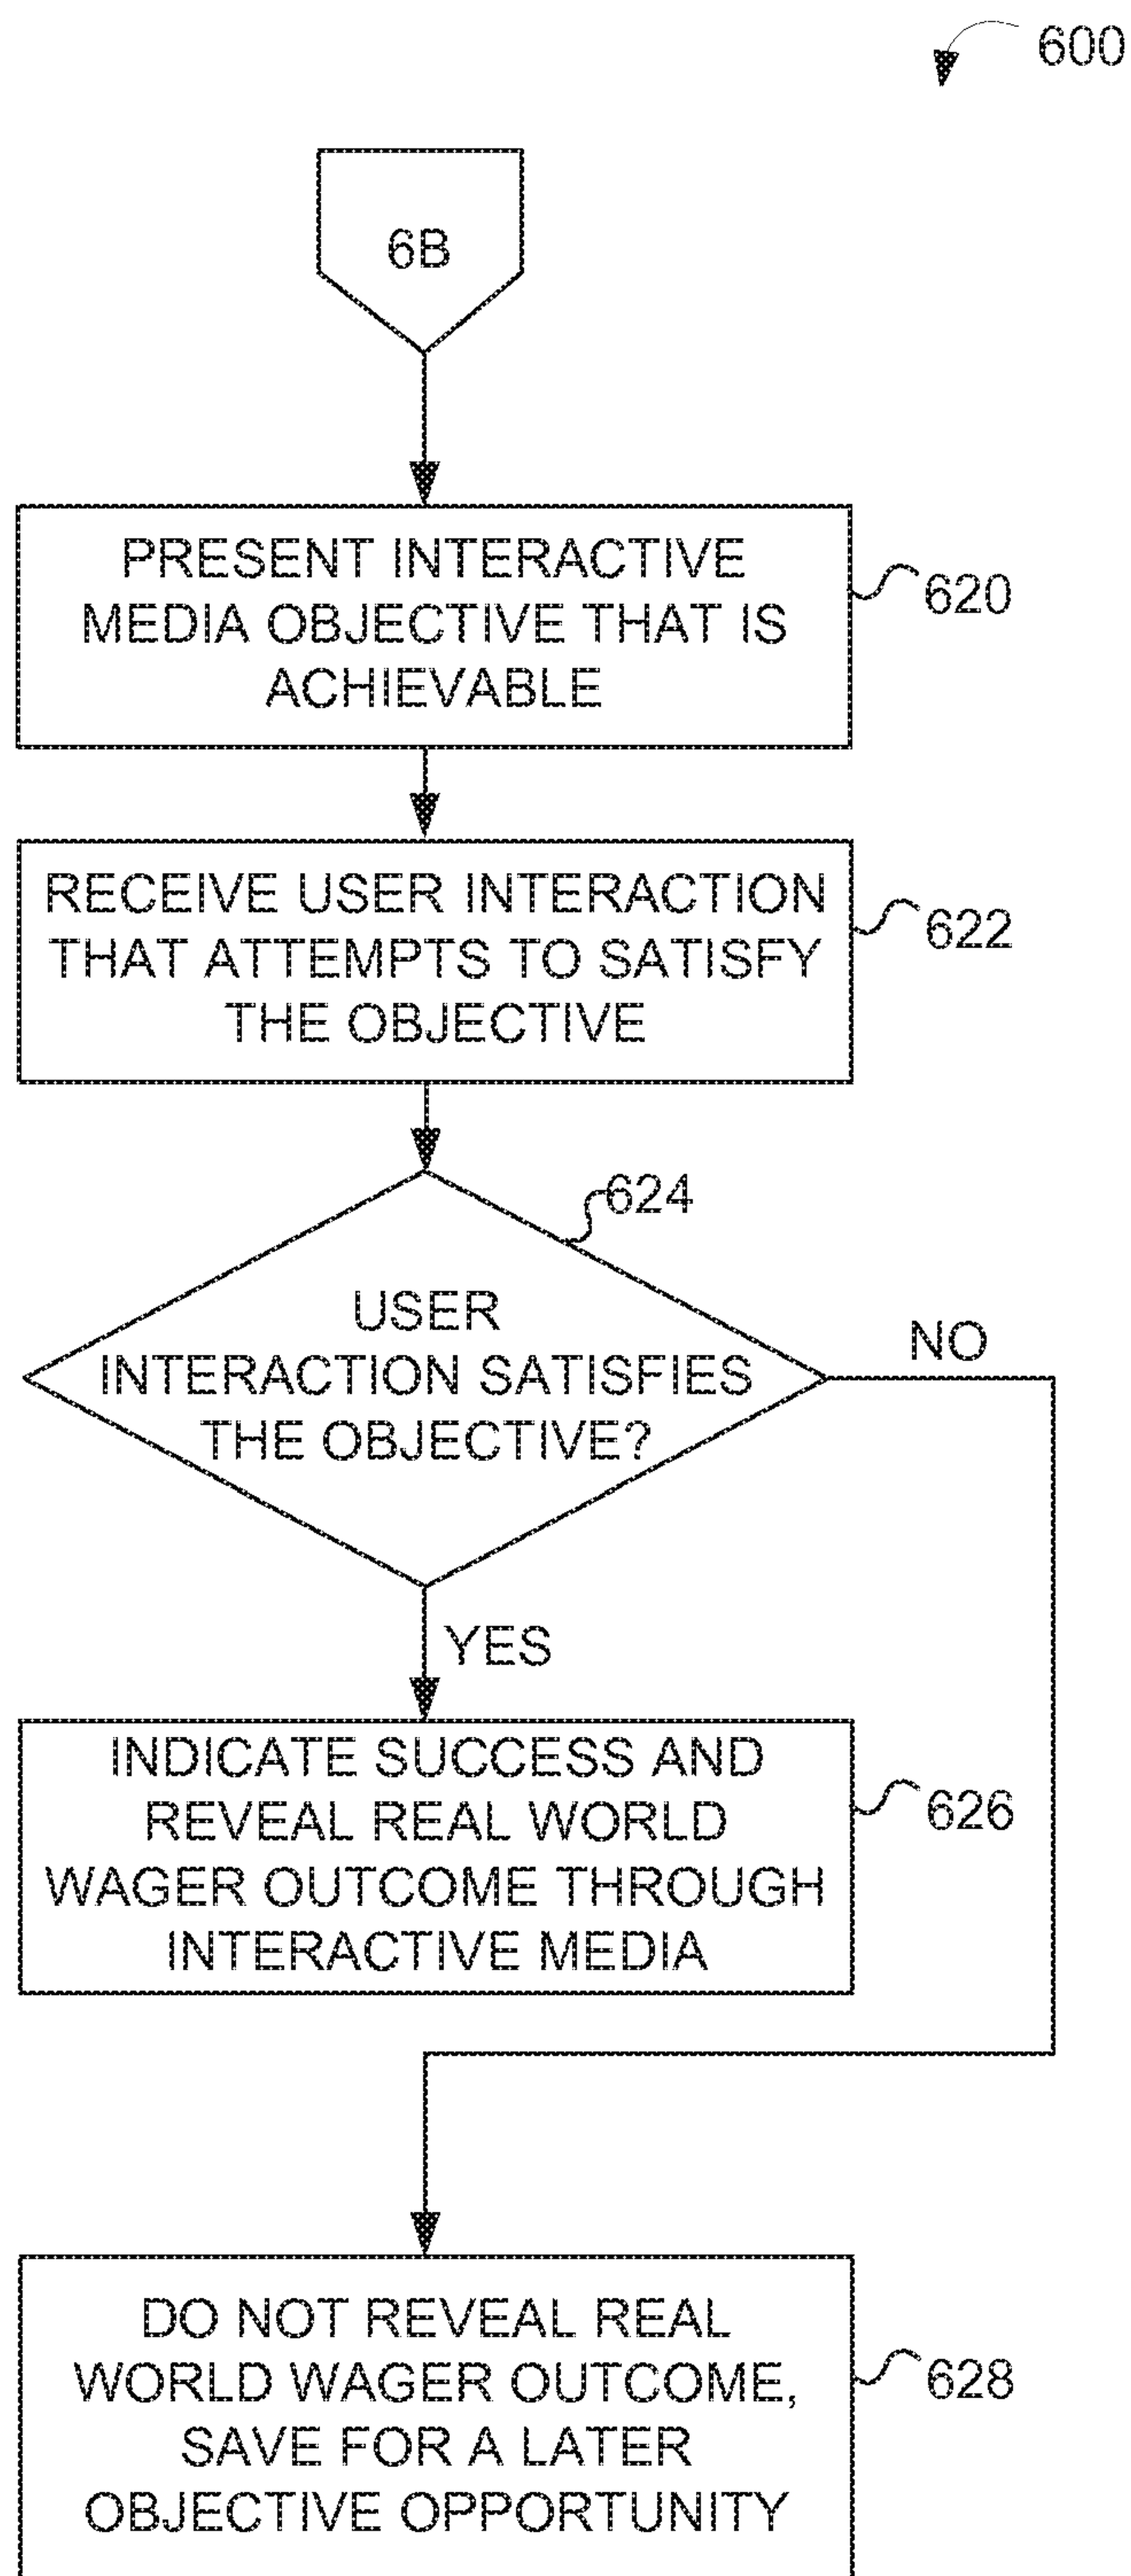 600
6B
PRESENT INTERACTIVE
MEDIA OBJECTIVE THAT IS
ACHIEVABLE
620
RECEIVE USER INTERACTION
THAT ATTEMPTS TO SATISFY
THE OBJECTIVE
622
624
USER
INTERACTION SATISFIES
THE OBJECTIVE?
NO
YES
INDICATE SUCCESS AND
REVEAL REAL WORLD
WAGER OUTCOME THROUGH
INTERACTIVE MEDIA
626
DO NOT REVEAL REAL
WORLD WAGER OUTCOME,
SAVE FOR A LATER
OBJECTIVE OPPORTUNITY
628